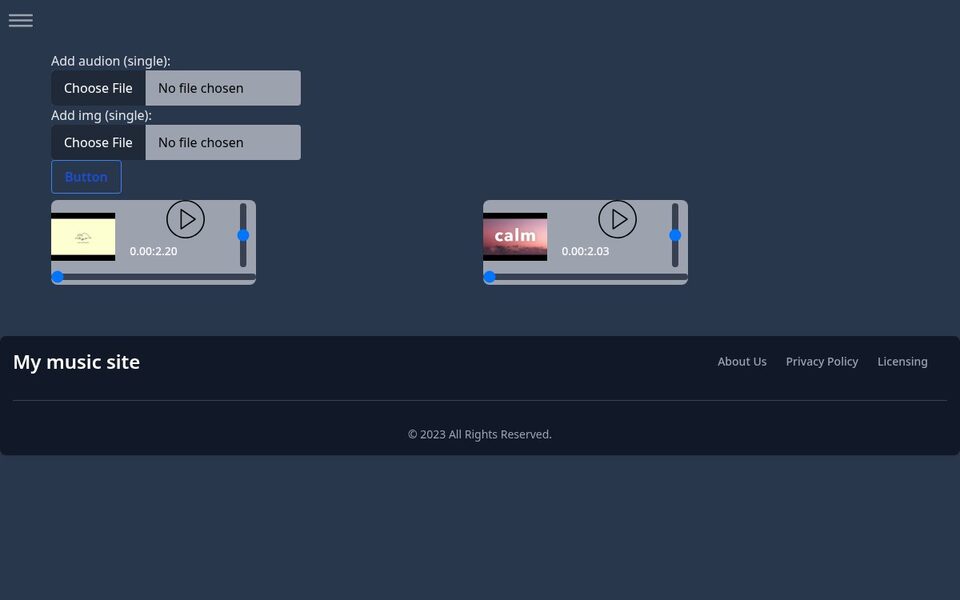 Add audion (single):
Choose File No file chosen
Add img (single):
Choose File No file chosen
Button
0.00:2.20
calm
0.00:2.03
My music site
About Us Privacy Policy Licensing
© 2023 All Rights Reserved.